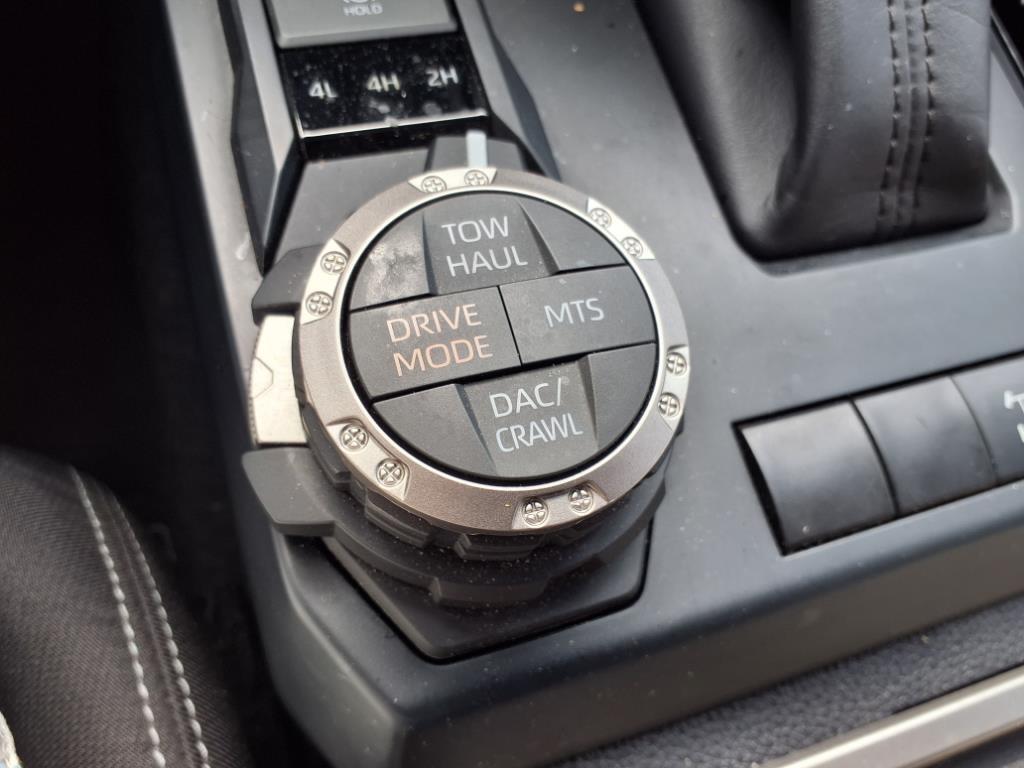 HOLD
4L 4H 2H
TOW
HAUL
DRIVE
MODE
MTS
DAC/
CRAWL